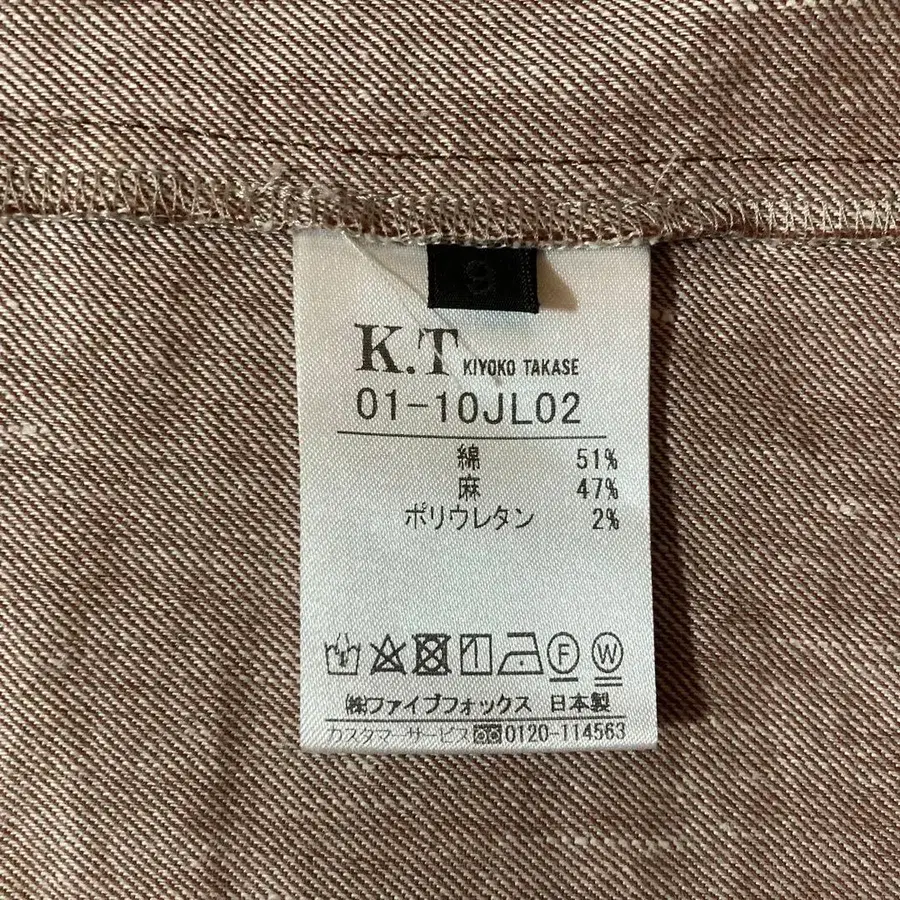 9
K.T KIYOKO TAKASE
01-10JL02
綿 51%
麻 47%
ポリウレタン 2%
F W
㈱ファイブフォックス 日本製
カスタマーサービス 0120-114563